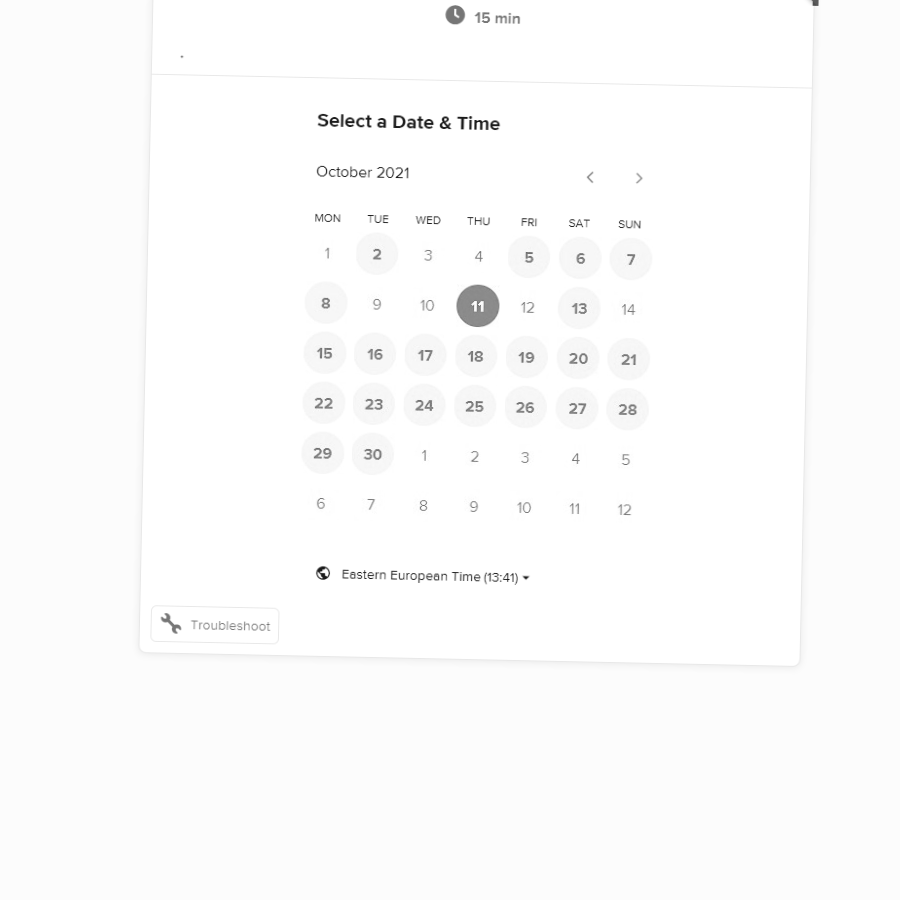 15 min
.
Select a Date & Time
October 2021
MON TUE WED THU FRI SAT SUN
1 2 3 4 5 6 7
8 9 10 11 12 13 14
15 16 17 18 19 20 21
22 23 24 25 26 27 28
29 30 1 2 3 4 5
6 7 8 9 10 11 12
Eastern European Time (13:41)
Troubleshoot